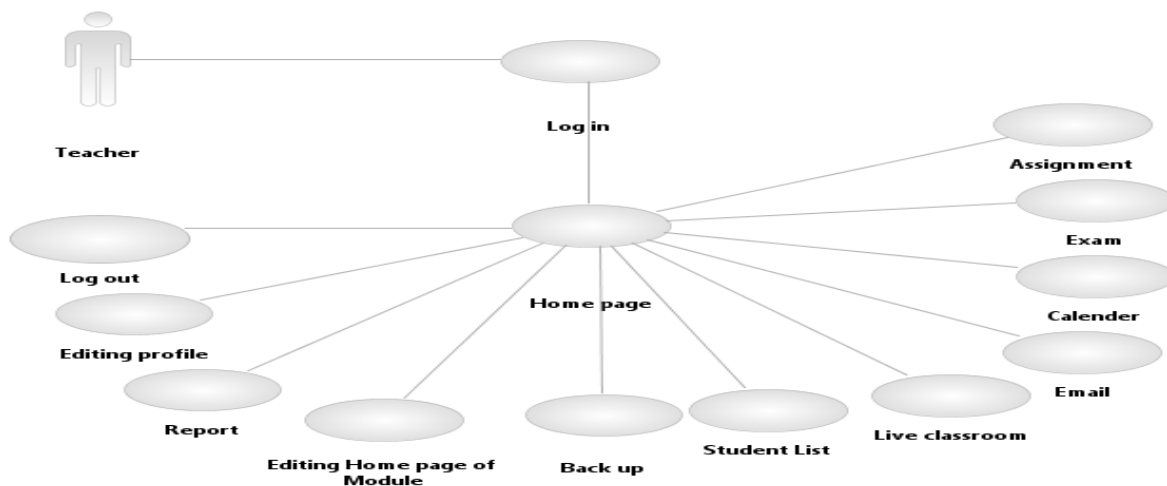 Log in
Teacher
Assignment
Exam
Log out
Home page
Calender
Editing profile
Email
Report
Live classroom
Student List
Editing Home page of
Module
Back up